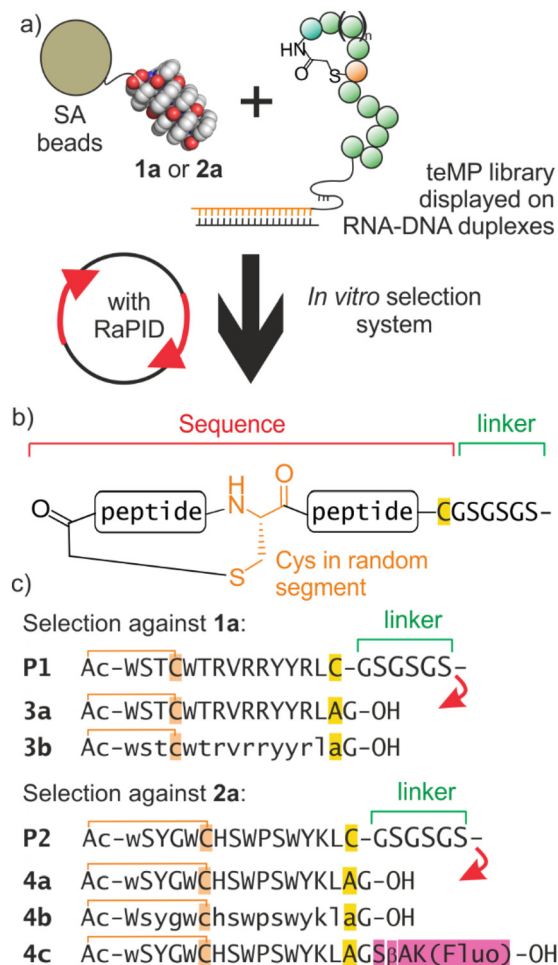 a)
SA
beads
1a or 2a
+
n
HN
O
S
teMP library
displayed on
RNA-DNA duplexes
with
RaPID
In vitro selection
system
b)
Sequence
linker
O
peptide
H
N
O
peptide
CGSGSGS–
S
Cys in random
segment
c)
Selection against 1a:
linker
P1 Ac-WSTCWTRVRRYYRLC-GSGSGS–
3a Ac-WSTCWTRVRRYYRLAG-OH
3b Ac-wstcwtrvrryyrlaG-OH
Selection against 2a:
linker
P2 Ac-wSYGWCHSWPSWYKLC-GSGSGS–
4a Ac-wSYGWCHSWPSWYKLAG-OH
4b Ac-Wsygwchswpswyklac-OH
4c Ac-wSYGWCHSWPSWYKLAGSβAK(Fluo)-OH